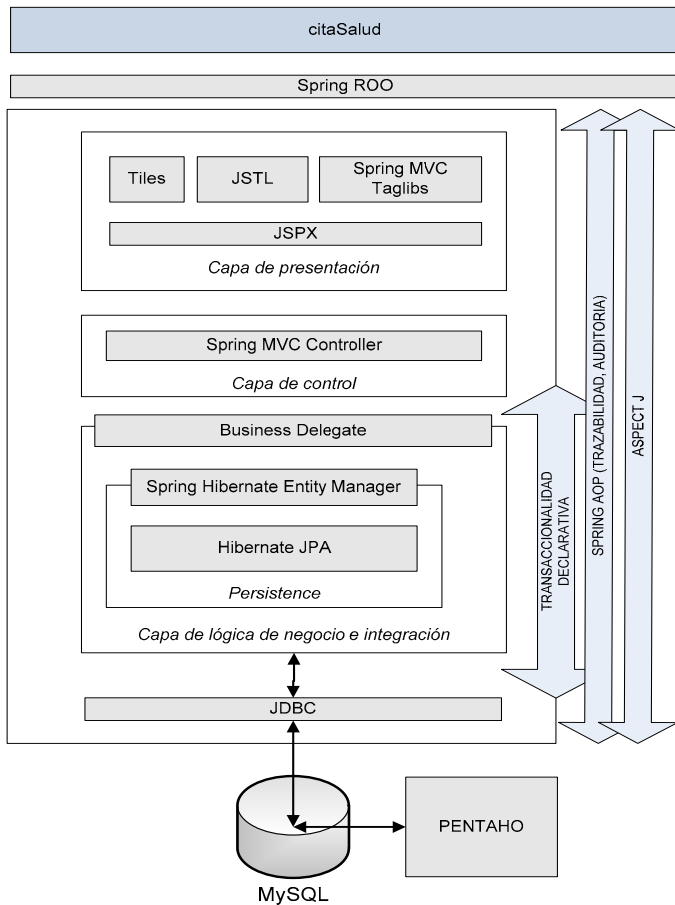 citaSalud
Spring ROO
Tiles
JSTL
Spring MVC
Taglibs
JSPX
Capa de presentación
Spring MVC Controller
Capa de control
Business Delegate
Spring Hibernate Entity Manager
Hibernate JPA
Persistence
Capa de lógica de negocio e integración
JDBC
TRANSACCIONALIDAD
DECLARATIVA
SPRING AOP (TRAZABILIDAD, AUDITORIA)
ASPECT J
PENTAHO
MySQL